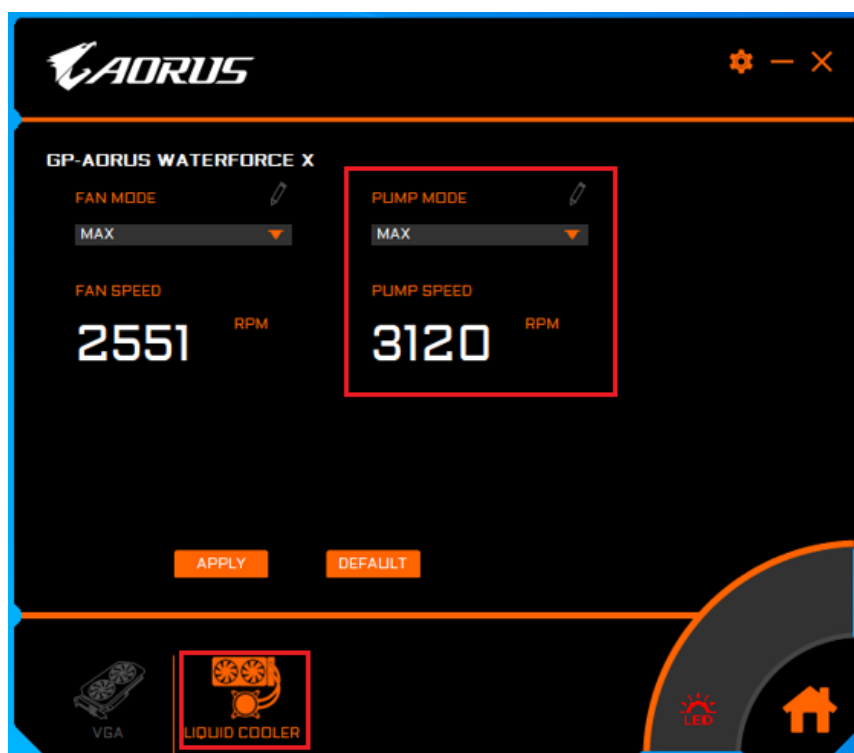 AORUS
GP-AORUS WATERFORCE X
FAN MODE
MAX
FAN SPEED
2551 RPM
PUMP MODE
MAX
PUMP SPEED
3120 RPM
APPLY
DEFAULT
VGA
LIQUID COOLER
LED